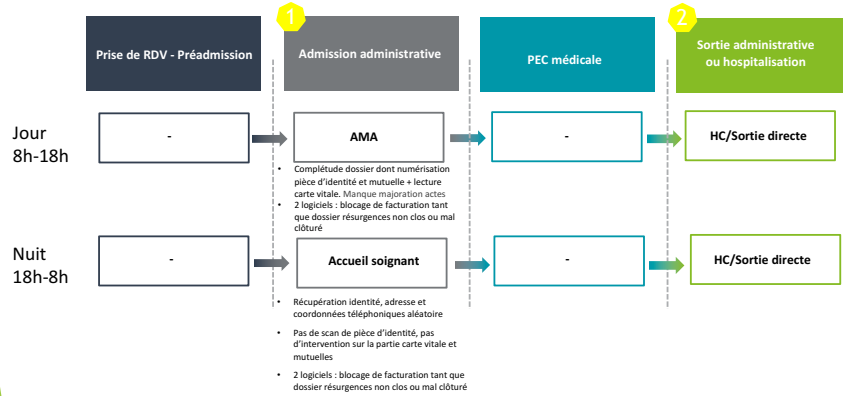 1
2
Prise de RDV - Préadmission
Admission administrative
PEC médicale
Sortie administrative
ou hospitalisation
Jour
8h-18h
-
AMA
-
HC/Sortie directe
• Complétude dossier dont numérisation
pièce d'identité et mutuelle + lecture
carte vitale. Manque majoration actes
• 2 logiciels : blocage de facturation tant
que dossier résurgences non clos ou mal
clôturé
Nuit
18h-8h
-
Accueil soignant
-
HC/Sortie directe
• Récupération identité, adresse et
coordonnées téléphoniques aléatoire
• Pas de scan de pièce d'identité, pas
d'intervention sur la partie carte vitale et
mutuelles
• 2 logiciels : blocage de facturation tant que
dossier résurgences non clos ou mal clôturé